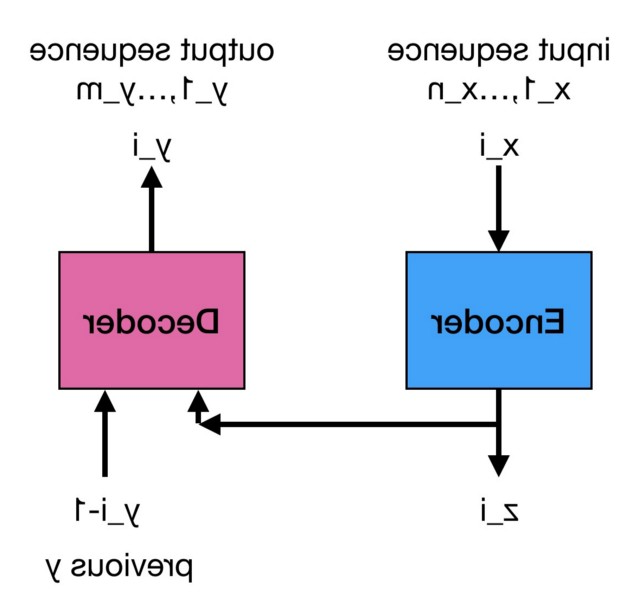 input sequence
x_1,...,x_n
x_i
Encoder
z_i
output sequence
y_1,...,y_m
y_i
Decoder
y_i-1
previous y